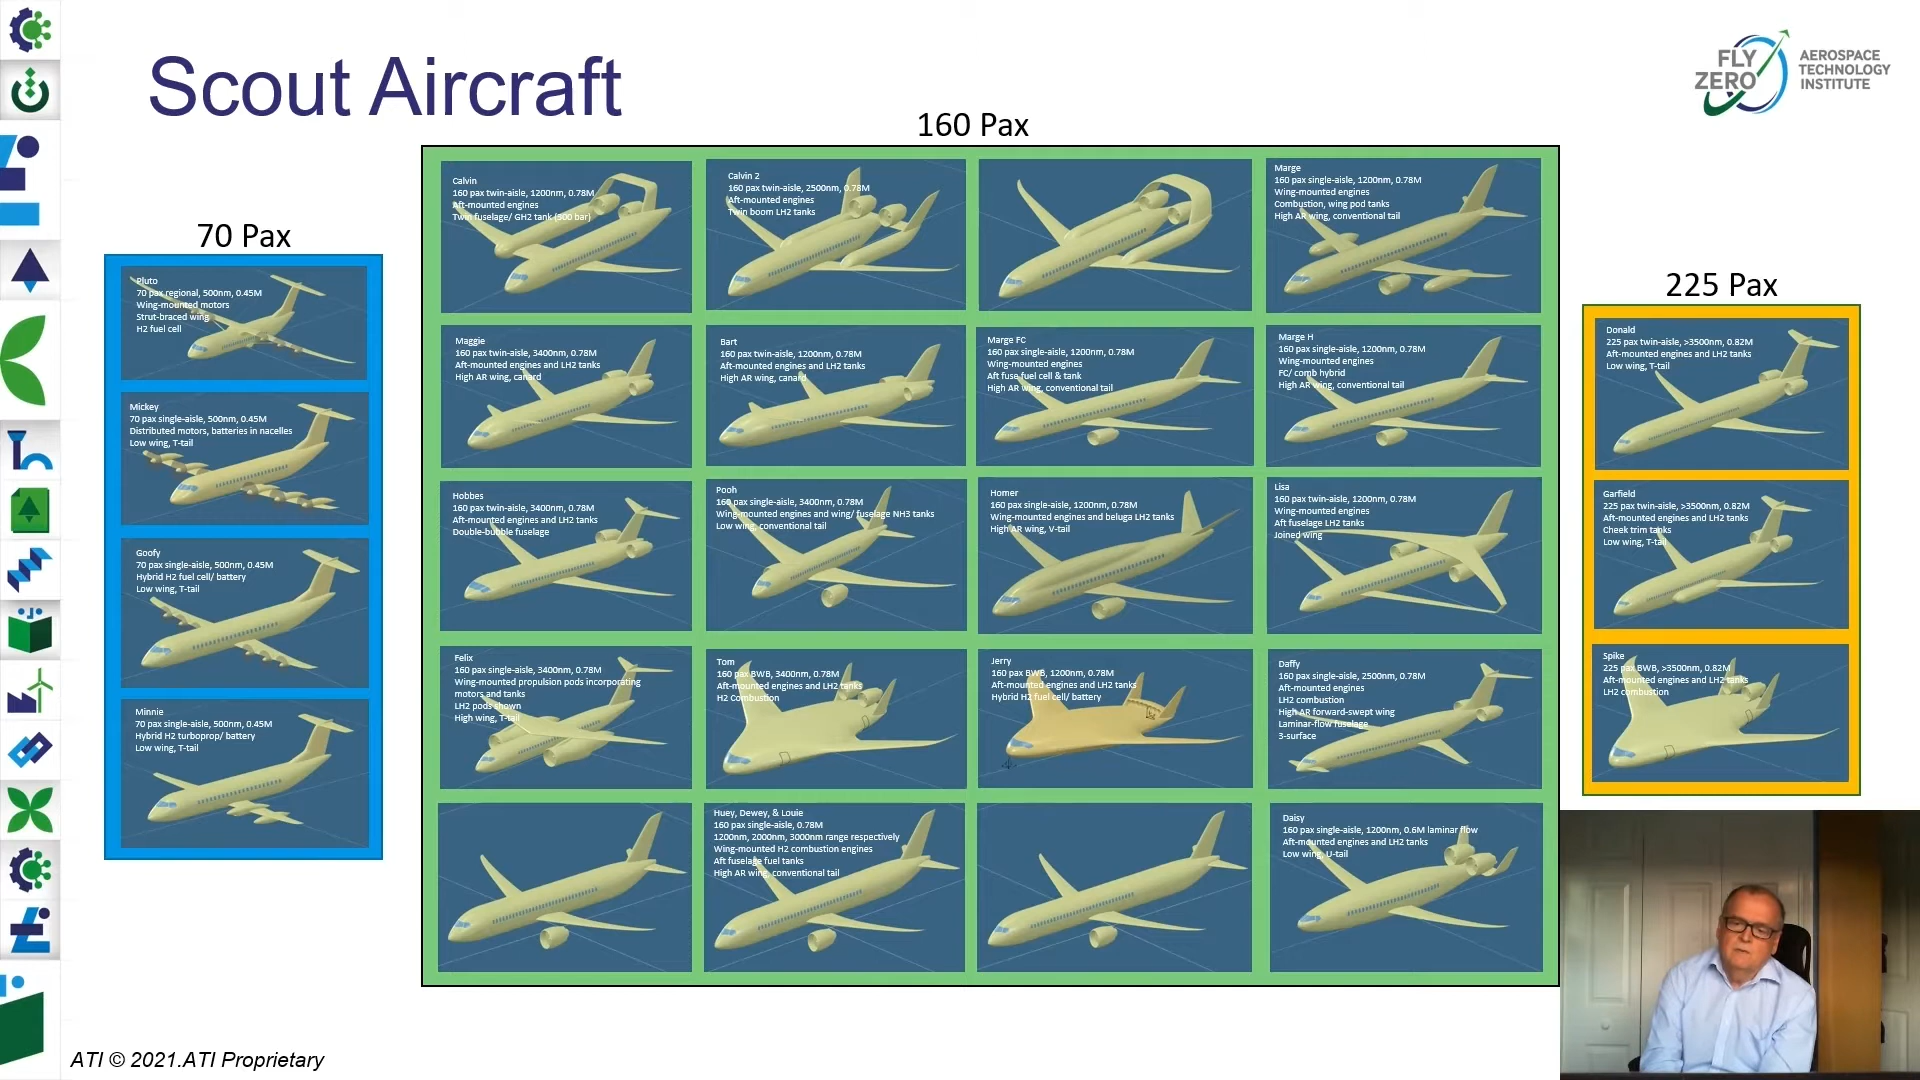 Scout Aircraft
FLY
ZERO
AEROSPACE
TECHNOLOGY
INSTITUTE
70 Pax
Pluto
70 pax regional, 500nm, 0.45M
Wing-mounted motors
Strut-braced wing
H2 fuel cell
Mickey
70 pax single-aisle, 500nm, 0.45M
Distributed motors, batteries in nacelles
Low wing, T-tail
Goofy
70 pax single-aisle, 500nm, 0.45M
Hybrid H2 fuel cell/ battery
Low wing, T-tail
Minnie
70 pax single-aisle, 500nm, 0.45M
Hybrid H2 turboprop/ battery
Low wing, T-tail
160 Pax
Calvin
160 pax twin-aisle, 1200nm, 0.78M
Aft-mounted engines
Twin fuselage/ GH2 tank (500 bar)
Calvin 2
160 pax twin-aisle, 2500nm, 0.78M
Aft-mounted engines
Twin boom LH2 tanks
Marge
160 pax single-aisle, 1200nm, 0.78M
Wing-mounted engines
Combustion, wing pod tanks
High AR wing, conventional tail
Maggie
160 pax twin-aisle, 3400nm, 0.78M
Aft-mounted engines and LH2 tanks
High AR wing, canard
Bart
160 pax twin-aisle, 1200nm, 0.78M
Aft-mounted engines and LH2 tanks
High AR wing, canard
Marge FC
160 pax single-aisle, 1200nm, 0.78M
Wing-mounted engines
Aft fuse fuel cell & tank
High AR wing, conventional tail
Marge H
160 pax single-aisle, 1200nm, 0.78M
Wing-mounted engines
FC/ comb hybrid
High AR wing, conventional tail
Hobbes
160 pax twin-aisle, 3400nm, 0.78M
Aft-mounted engines and LH2 tanks
Double-bubble fuselage
Pooh
160 pax single-aisle, 3400nm, 0.78M
Wing-mounted engines and wing/ fuselage NH3 tanks
Low wing, conventional tail
Homer
160 pax single-aisle, 1200nm, 0.78M
Wing-mounted engines and beluga LH2 tanks
High AR wing, V-tail
Lisa
160 pax twin-aisle, 1200nm, 0.78M
Wing-mounted engines
Aft fuselage LH2 tanks
Joined wing
Felix
160 pax single-aisle, 3400nm, 0.78M
Wing-mounted propulsion pods incorporating
motors and tanks
LH2 pods shown
High wing, T-tail
Tom
160 pax BWB, 3400nm, 0.78M
Aft-mounted engines and LH2 tanks
H2 Combustion
Jerry
160 pax BWB, 1200nm, 0.78M
Aft-mounted engines and LH2 tanks
Hybrid H2 fuel cell/ battery
Daffy
160 pax single-aisle, 2500nm, 0.78M
Aft-mounted engines
LH2 combustion
High AR forward-swept wing
Laminar-flow fuselage
3-surface
Huey, Dewey, & Louie
160 pax single-aisle, 0.78M
1200nm, 2000nm, 3000nm range respectively
Wing-mounted H2 combustion engines
Aft fuselage fuel tanks
High AR wing, conventional tail
Daisy
160 pax single-aisle, 1200nm, 0.6M laminar flow
Aft-mounted engines and LH2 tanks
Low wing, U-tail
225 Pax
Donald
225 pax twin-aisle, >3500nm, 0.82M
Aft-mounted engines and LH2 tanks
Low wing, T-tail
Garfield
225 pax twin-aisle, >3500nm, 0.82M
Aft-mounted engines and LH2 tanks
Cheek trim tanks
Low wing, T-tail
Spike
225 pax BWB, >3500nm, 0.82M
Aft-mounted engines and LH2 tanks
LH2 combustion
ATI © 2021.ATI Proprietary